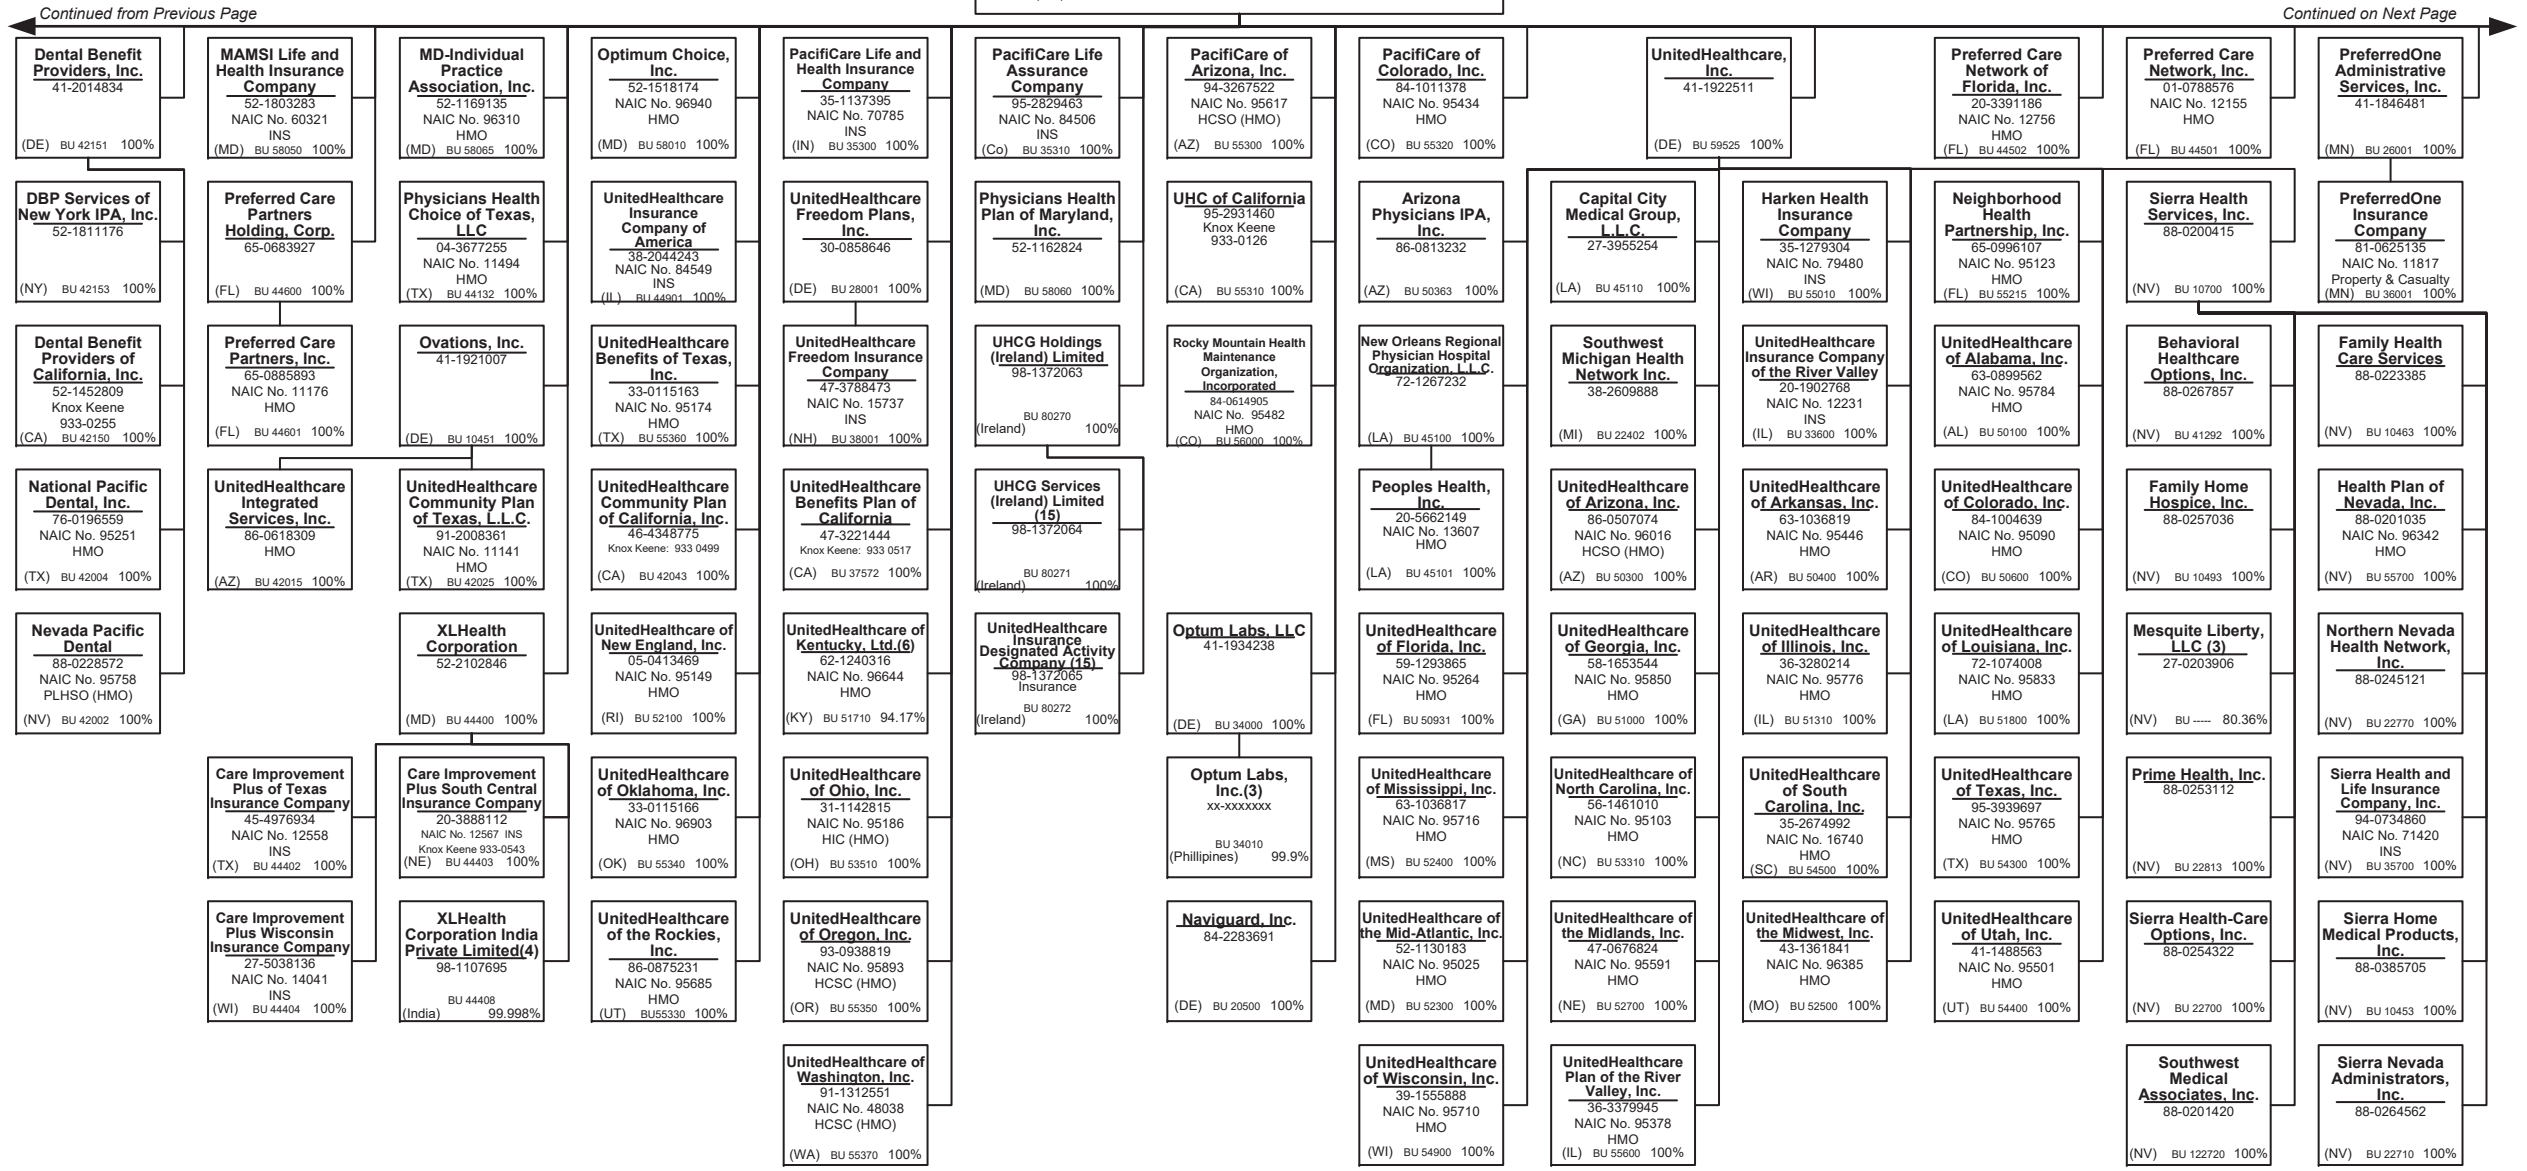 Continued from Previous Page
Continued on Next Page
Dental Benefit
Providers, Inc.
41-2014834
(DE) BU 42151 100%
MAMSI Life and
Health Insurance
Company
52-1803283
NAIC No. 60321
INS
(MD) BU 58050 100%
MD-Individual
Practice
Association, Inc.
52-1169135
NAIC No. 96310
HMO
(MD) BU 58065 100%
Optimum Choice,
Inc.
52-1518174
NAIC No. 96940
HMO
(MD) BU 58010 100%
PacifiCare Life and
Health Insurance
Company
35-1137395
NAIC No. 70785
INS
(IN) BU 35300 100%
PacifiCare Life
Assurance
Company
95-2829463
NAIC No. 84506
INS
(Co) BU 35310 100%
PacifiCare of
Arizona, Inc.
94-3267522
NAIC No. 95617
HCSO (HMO)
(AZ) BU 55300 100%
PacifiCare of
Colorado, Inc.
84-1011378
NAIC No. 95434
HMO
(CO) BU 55320 100%
UnitedHealthcare,
Inc.
41-1922511
(DE) BU 59525 100%
Preferred Care
Network of
Florida, Inc.
20-3391186
NAIC No. 12756
HMO
(FL) BU 44502 100%
Preferred Care
Network, Inc.
01-0788576
NAIC No. 12155
HMO
(FL) BU 44501 100%
PreferredOne
Administrative
Services, Inc.
41-1846481
(MN) BU 26001 100%
DBP Services of
New York IPA, Inc.
52-1811176
(NY) BU 42153 100%
Preferred Care
Partners
Holding, Corp.
65-0683927
(FL) BU 44600 100%
Physicians Health
Choice of Texas,
LLC
04-3677255
NAIC No. 11494
HMO
(TX) BU 44132 100%
UnitedHealthcare
Insurance
Company of
America
38-2044243
NAIC No. 84549
INS
(IL) BU 44901 100%
UnitedHealthcare
Freedom Plans,
Inc.
30-0858646
(DE) BU 28001 100%
Physicians Health
Plan of Maryland,
Inc.
52-1162824
(MD) BU 58060 100%
UHC of California
95-2931460
Knox Keene
933-0126
(CA) BU 55310 100%
Arizona
Physicians IPA,
Inc.
86-0813232
(AZ) BU 50363 100%
Capital City
Medical Group,
L.L.C.
27-3955254
(LA) BU 45110 100%
Harken Health
Insurance
Company
35-1279304
NAIC No. 79480
INS
(WI) BU 55010 100%
Neighborhood
Health
Partnership, Inc.
65-0996107
NAIC No. 95123
HMO
(FL) BU 55215 100%
Sierra Health
Services, Inc.
88-0200415
(NV) BU 10700 100%
PreferredOne
Insurance
Company
81-0625135
NAIC No. 11817
Property & Casualty
(MN) BU 36001 100%
Dental Benefit
Providers of
California, Inc.
52-1452809
Knox Keene
933-0255
(CA) BU 42150 100%
Preferred Care
Partners, Inc.
65-0885893
NAIC No. 11176
HMO
(FL) BU 44601 100%
Ovations, Inc.
41-1921007
(DE) BU 10451 100%
UnitedHealthcare
Benefits of Texas,
Inc.
33-0115163
NAIC No. 95174
HMO
(TX) BU 55360 100%
UnitedHealthcare
Freedom Insurance
Company
47-3788473
NAIC No. 15737
INS
(NH) BU 38001 100%
UHCG Holdings
(Ireland) Limited
98-1372063
BU 80270
(Ireland) 100%
Rocky Mountain Health
Maintenance
Organization,
Incorporated
84-0614905
NAIC No. 95482
HMO
(CO) BU 56000 100%
New Orleans Regional
Physician Hospital
Organization, L.L.C.
72-1267232
(LA) BU 45100 100%
Southwest
Michigan Health
Network Inc.
38-2609888
(MI) BU 22402 100%
UnitedHealthcare
Insurance Company
of the River Valley
20-1902768
NAIC No. 12231
INS
(IL) BU 33600 100%
UnitedHealthcare
of Alabama, Inc.
63-0899562
NAIC No. 95784
HMO
(AL) BU 50100 100%
Behavioral
Healthcare
Options, Inc.
88-0267857
(NV) BU 41292 100%
Family Health
Care Services
88-0223385
(NV) BU 10463 100%
National Pacific
Dental, Inc.
76-0196559
NAIC No. 95251
HMO
(TX) BU 42004 100%
UnitedHealthcare
Integrated
Services, Inc.
86-0618309
HMO
(AZ) BU 42015 100%
UnitedHealthcare
Community Plan
of Texas, L.L.C.
91-2008361
NAIC No. 11141
HMO
(TX) BU 42025 100%
UnitedHealthcare
Community Plan
of California, Inc.
46-4348775
Knox Keene: 933 0499
(CA) BU 42043 100%
UnitedHealthcare
Benefits Plan of
California
47-3221444
Knox Keene: 933 0517
(CA) BU 37572 100%
UHCG Services
(Ireland) Limited
(15)
98-1372064
BU 80271
(Ireland) 100%
Peoples Health,
Inc.
20-5662149
NAIC No. 13607
HMO
(LA) BU 45101 100%
UnitedHealthcare
of Arizona, Inc.
86-0507074
NAIC No. 96016
HCSO (HMO)
(AZ) BU 50300 100%
UnitedHealthcare
of Arkansas, Inc.
63-1036819
NAIC No. 95446
HMO
(AR) BU 50400 100%
UnitedHealthcare
of Colorado, Inc.
84-1004639
NAIC No. 95090
HMO
(CO) BU 50600 100%
Family Home
Hospice, Inc.
88-0257036
(NV) BU 10493 100%
Health Plan of
Nevada, Inc.
88-0201035
NAIC No. 96342
HMO
(NV) BU 55700 100%
Nevada Pacific
Dental
88-0228572
NAIC No. 95758
PLHSO (HMO)
(NV) BU 42002 100%
XLHealth
Corporation
52-2102846
(MD) BU 44400 100%
UnitedHealthcare of
New England, Inc.
05-0413469
NAIC No. 95149
HMO
(RI) BU 52100 100%
UnitedHealthcare of
Kentucky, Ltd.(6)
62-1240316
NAIC No. 96644
HMO
(KY) BU 51710 94.17%
UnitedHealthcare
Insurance
Designated Activity
Company (15)
98-1372065
Insurance
BU 80272
(Ireland) 100%
Optum Labs, LLC
41-1934238
(DE) BU 34000 100%
UnitedHealthcare
of Florida, Inc.
59-1293865
NAIC No. 95264
HMO
(FL) BU 50931 100%
UnitedHealthcare
of Georgia, Inc.
58-1653544
NAIC No. 95850
HMO
(GA) BU 51000 100%
UnitedHealthcare
of Illinois, Inc.
36-3280214
NAIC No. 95776
HMO
(IL) BU 51310 100%
UnitedHealthcare
of Louisiana, Inc.
72-1074008
NAIC No. 95833
HMO
(LA) BU 51800 100%
Mesquite Liberty,
LLC (3)
27-0203906
(NV) BU ----- 80.36%
Northern Nevada
Health Network,
Inc.
88-0245121
(NV) BU 22770 100%
Care Improvement
Plus of Texas
Insurance Company
45-4976934
NAIC No. 12558
INS
(TX) BU 44402 100%
Care Improvement
Plus South Central
Insurance Company
20-3888112
NAIC No. 12567 INS
Knox Keene 933-0543
(NE) BU 44403 100%
UnitedHealthcare
of Oklahoma, Inc.
33-0115166
NAIC No. 96903
HMO
(OK) BU 55340 100%
UnitedHealthcare
of Ohio, Inc.
31-1142815
NAIC No. 95186
HIC (HMO)
(OH) BU 53510 100%
Optum Labs,
Inc.(3)
xx-xxxxxxx
BU 34010
(Phillipines) 99.9%
UnitedHealthcare
of Mississippi, Inc.
63-1036817
NAIC No. 95716
HMO
(MS) BU 52400 100%
UnitedHealthcare of
North Carolina, Inc.
56-1461010
NAIC No. 95103
HMO
(NC) BU 53310 100%
UnitedHealthcare
of South
Carolina, Inc.
35-2674992
NAIC No. 16740
HMO
(SC) BU 54500 100%
UnitedHealthcare
of Texas, Inc.
95-3939697
NAIC No. 95765
HMO
(TX) BU 54300 100%
Prime Health, Inc.
88-0253112
(NV) BU 22813 100%
Sierra Health and
Life Insurance
Company, Inc.
94-0734860
NAIC No. 71420
INS
(NV) BU 35700 100%
Care Improvement
Plus Wisconsin
Insurance Company
27-5038136
NAIC No. 14041
INS
(WI) BU 44404 100%
XLHealth
Corporation India
Private Limited(4)
98-1107695
BU 44408
(India) 99.998%
UnitedHealthcare
of the Rockies,
Inc.
86-0875231
NAIC No. 95685
HMO
(UT) BU55330 100%
UnitedHealthcare
of Oregon, Inc.
93-0938819
NAIC No. 95893
HCSC (HMO)
(OR) BU 55350 100%
Naviguard, Inc.
84-2283691
(DE) BU 20500 100%
UnitedHealthcare of
the Mid-Atlantic, Inc.
52-1130183
NAIC No. 95025
HMO
(MD) BU 52300 100%
UnitedHealthcare of
the Midlands, Inc.
47-0676824
NAIC No. 95591
HMO
(NE) BU 52700 100%
UnitedHealthcare of
the Midwest, Inc.
43-1361841
NAIC No. 96385
HMO
(MO) BU 52500 100%
UnitedHealthcare
of Utah, Inc.
41-1488563
NAIC No. 95501
HMO
(UT) BU 54400 100%
Sierra Health-Care
Options, Inc.
88-0254322
(NV) BU 22700 100%
Sierra Home
Medical Products,
Inc.
88-0385705
(NV) BU 10453 100%
UnitedHealthcare of
Washington, Inc.
91-1312551
NAIC No. 48038
HCSC (HMO)
(WA) BU 55370 100%
UnitedHealthcare
of Wisconsin, Inc.
39-1555888
NAIC No. 95710
HMO
(WI) BU 54900 100%
UnitedHealthcare
Plan of the River
Valley, Inc.
36-3379945
NAIC No. 95378
HMO
(IL) BU 55600 100%
Southwest
Medical
Associates, Inc.
88-0201420
(NV) BU 122720 100%
Sierra Nevada
Administrators,
Inc.
88-0264562
(NV) BU 22710 100%